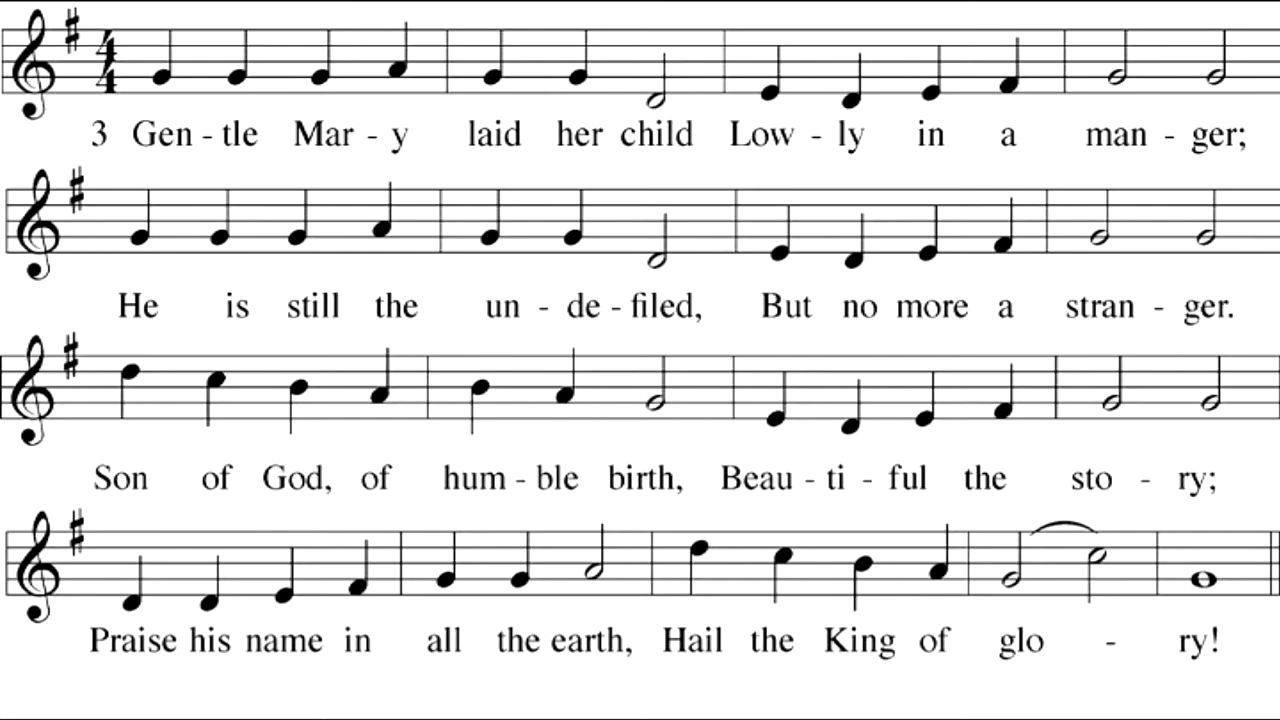 3 Gen - tle Mar - y laid her child Low - ly in a man - ger;
He is still the un - de - filed, But no more a stran - ger.
Son of God, of hum - ble birth, Beau - ti - ful the sto - ry;
Praise his name in all the earth, Hail the King of glo - ry!